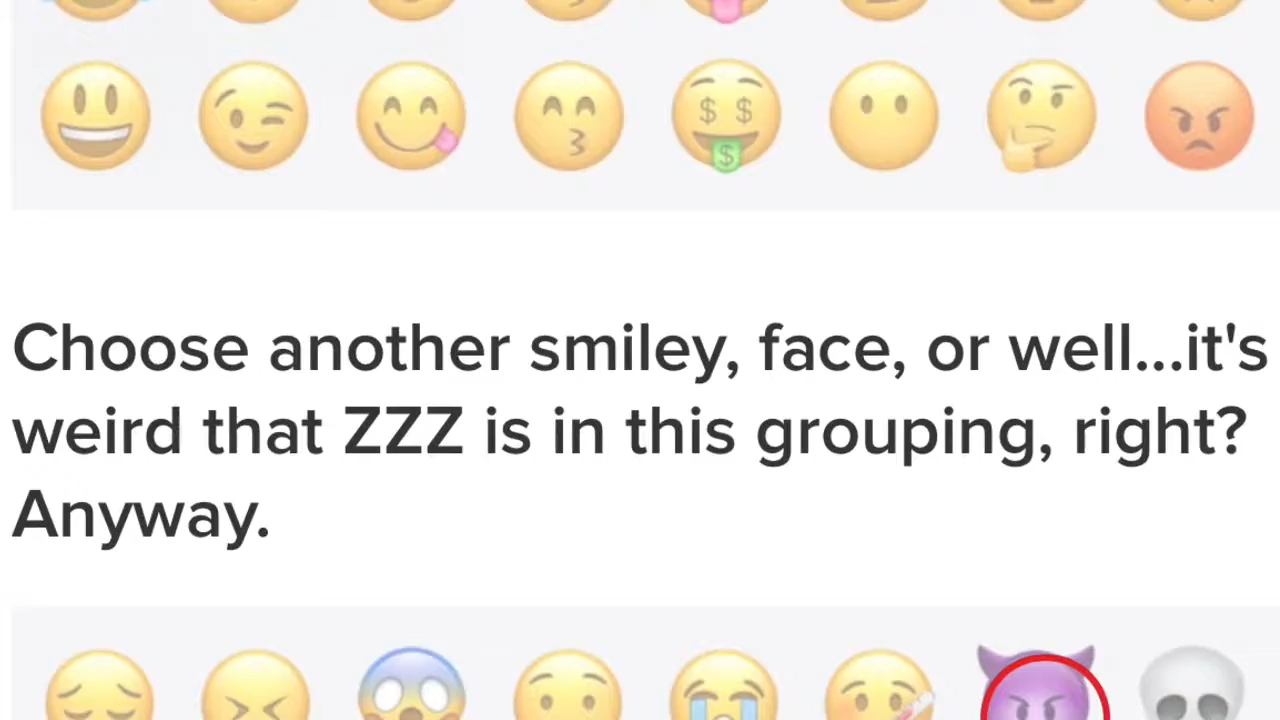 Choose another smiley, face, or well...it's
weird that ZZZ is in this grouping, right?
Anyway.